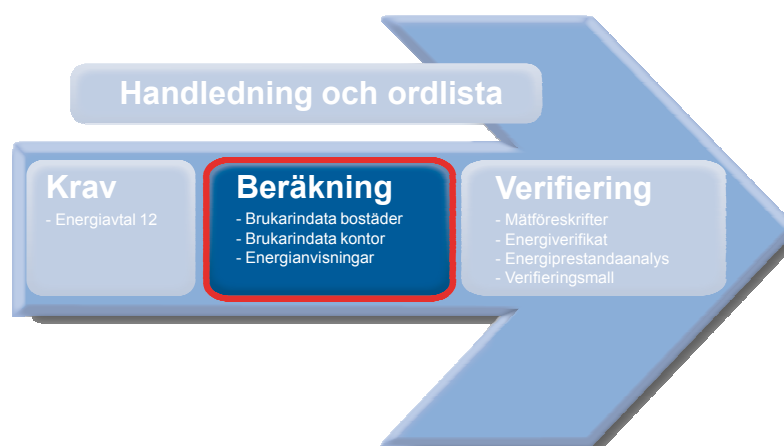 Handledning och ordlista
Krav
- Energiavtal 12
Beräkning
- Brukarindata bostäder
- Brukarindata kontor
- Energianvisningar
Verifiering
- Mätföreskrifter
- Energiverifikat
- Energiprestandaanalys
- Verifieringsmall